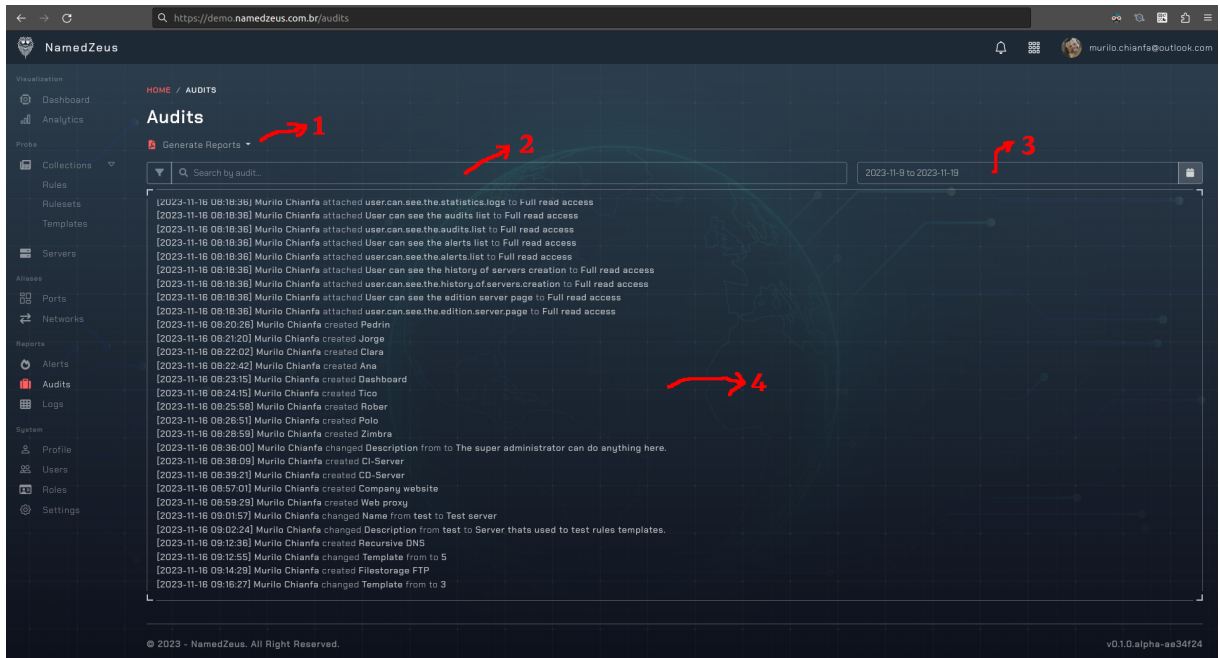 https://demo.namedzeus.com.br/audits
NamedZeus
murilo.chianfa@outlook.com
Visualization
Dashboard
Analytics
Probe
Collections
Rules
Rulesets
Templates
Servers
Aliases
Ports
Networks
Reports
Alerts
Audits
Logs
System
Profile
Users
Roles
Settings
HOME / AUDITS
Audits
Generate Reports
1
2
3
Search by audit...
2023-11-9 to 2023-11-19
[2023-11-16 08:18:36] Murilo Chianfa attached user.can.see.the.statistics.logs to Full read access
[2023-11-16 08:18:36] Murilo Chianfa attached User can see the audits list to Full read access
[2023-11-16 08:18:36] Murilo Chianfa attached user.can.see.the.audits.list to Full read access
[2023-11-16 08:18:36] Murilo Chianfa attached User can see the alerts list to Full read access
[2023-11-16 08:18:36] Murilo Chianfa attached user.can.see.the.alerts.list to Full read access
[2023-11-16 08:18:36] Murilo Chianfa attached User can see the history of servers creation to Full read access
[2023-11-16 08:18:36] Murilo Chianfa attached user.can.see.the.history.of.servers.creation to Full read access
[2023-11-16 08:18:36] Murilo Chianfa attached User can see the edition server page to Full read access
[2023-11-16 08:18:36] Murilo Chianfa attached user.can.see.the.edition.server.page to Full read access
[2023-11-16 08:20:26] Murilo Chianfa created Pedrin
[2023-11-16 08:21:20] Murilo Chianfa created Jorge
[2023-11-16 08:22:02] Murilo Chianfa created Clara
[2023-11-16 08:22:42] Murilo Chianfa created Ana
[2023-11-16 08:23:15] Murilo Chianfa created Dashboard
[2023-11-16 08:24:15] Murilo Chianfa created Tico
[2023-11-16 08:25:58] Murilo Chianfa created Rober
[2023-11-16 08:26:51] Murilo Chianfa created Polo
[2023-11-16 08:28:59] Murilo Chianfa created Zimbra
[2023-11-16 08:36:00] Murilo Chianfa changed Description from to The super administrator can do anything here.
[2023-11-16 08:38:09] Murilo Chianfa created CI-Server
[2023-11-16 08:39:21] Murilo Chianfa created CD-Server
[2023-11-16 08:57:01] Murilo Chianfa created Company website
[2023-11-16 08:59:29] Murilo Chianfa created Web proxy
[2023-11-16 09:01:57] Murilo Chianfa changed Name from test to Test server
[2023-11-16 09:02:24] Murilo Chianfa changed Description from test to Server thats used to test rules templates.
[2023-11-16 09:12:36] Murilo Chianfa created Recursive DNS
[2023-11-16 09:12:55] Murilo Chianfa changed Template from to 5
[2023-11-16 09:14:29] Murilo Chianfa created Filestorage FTP
[2023-11-16 09:16:27] Murilo Chianfa changed Template from to 3
4
© 2023 - NamedZeus. All Right Reserved.
v0.1.0.alpha-ae34f24